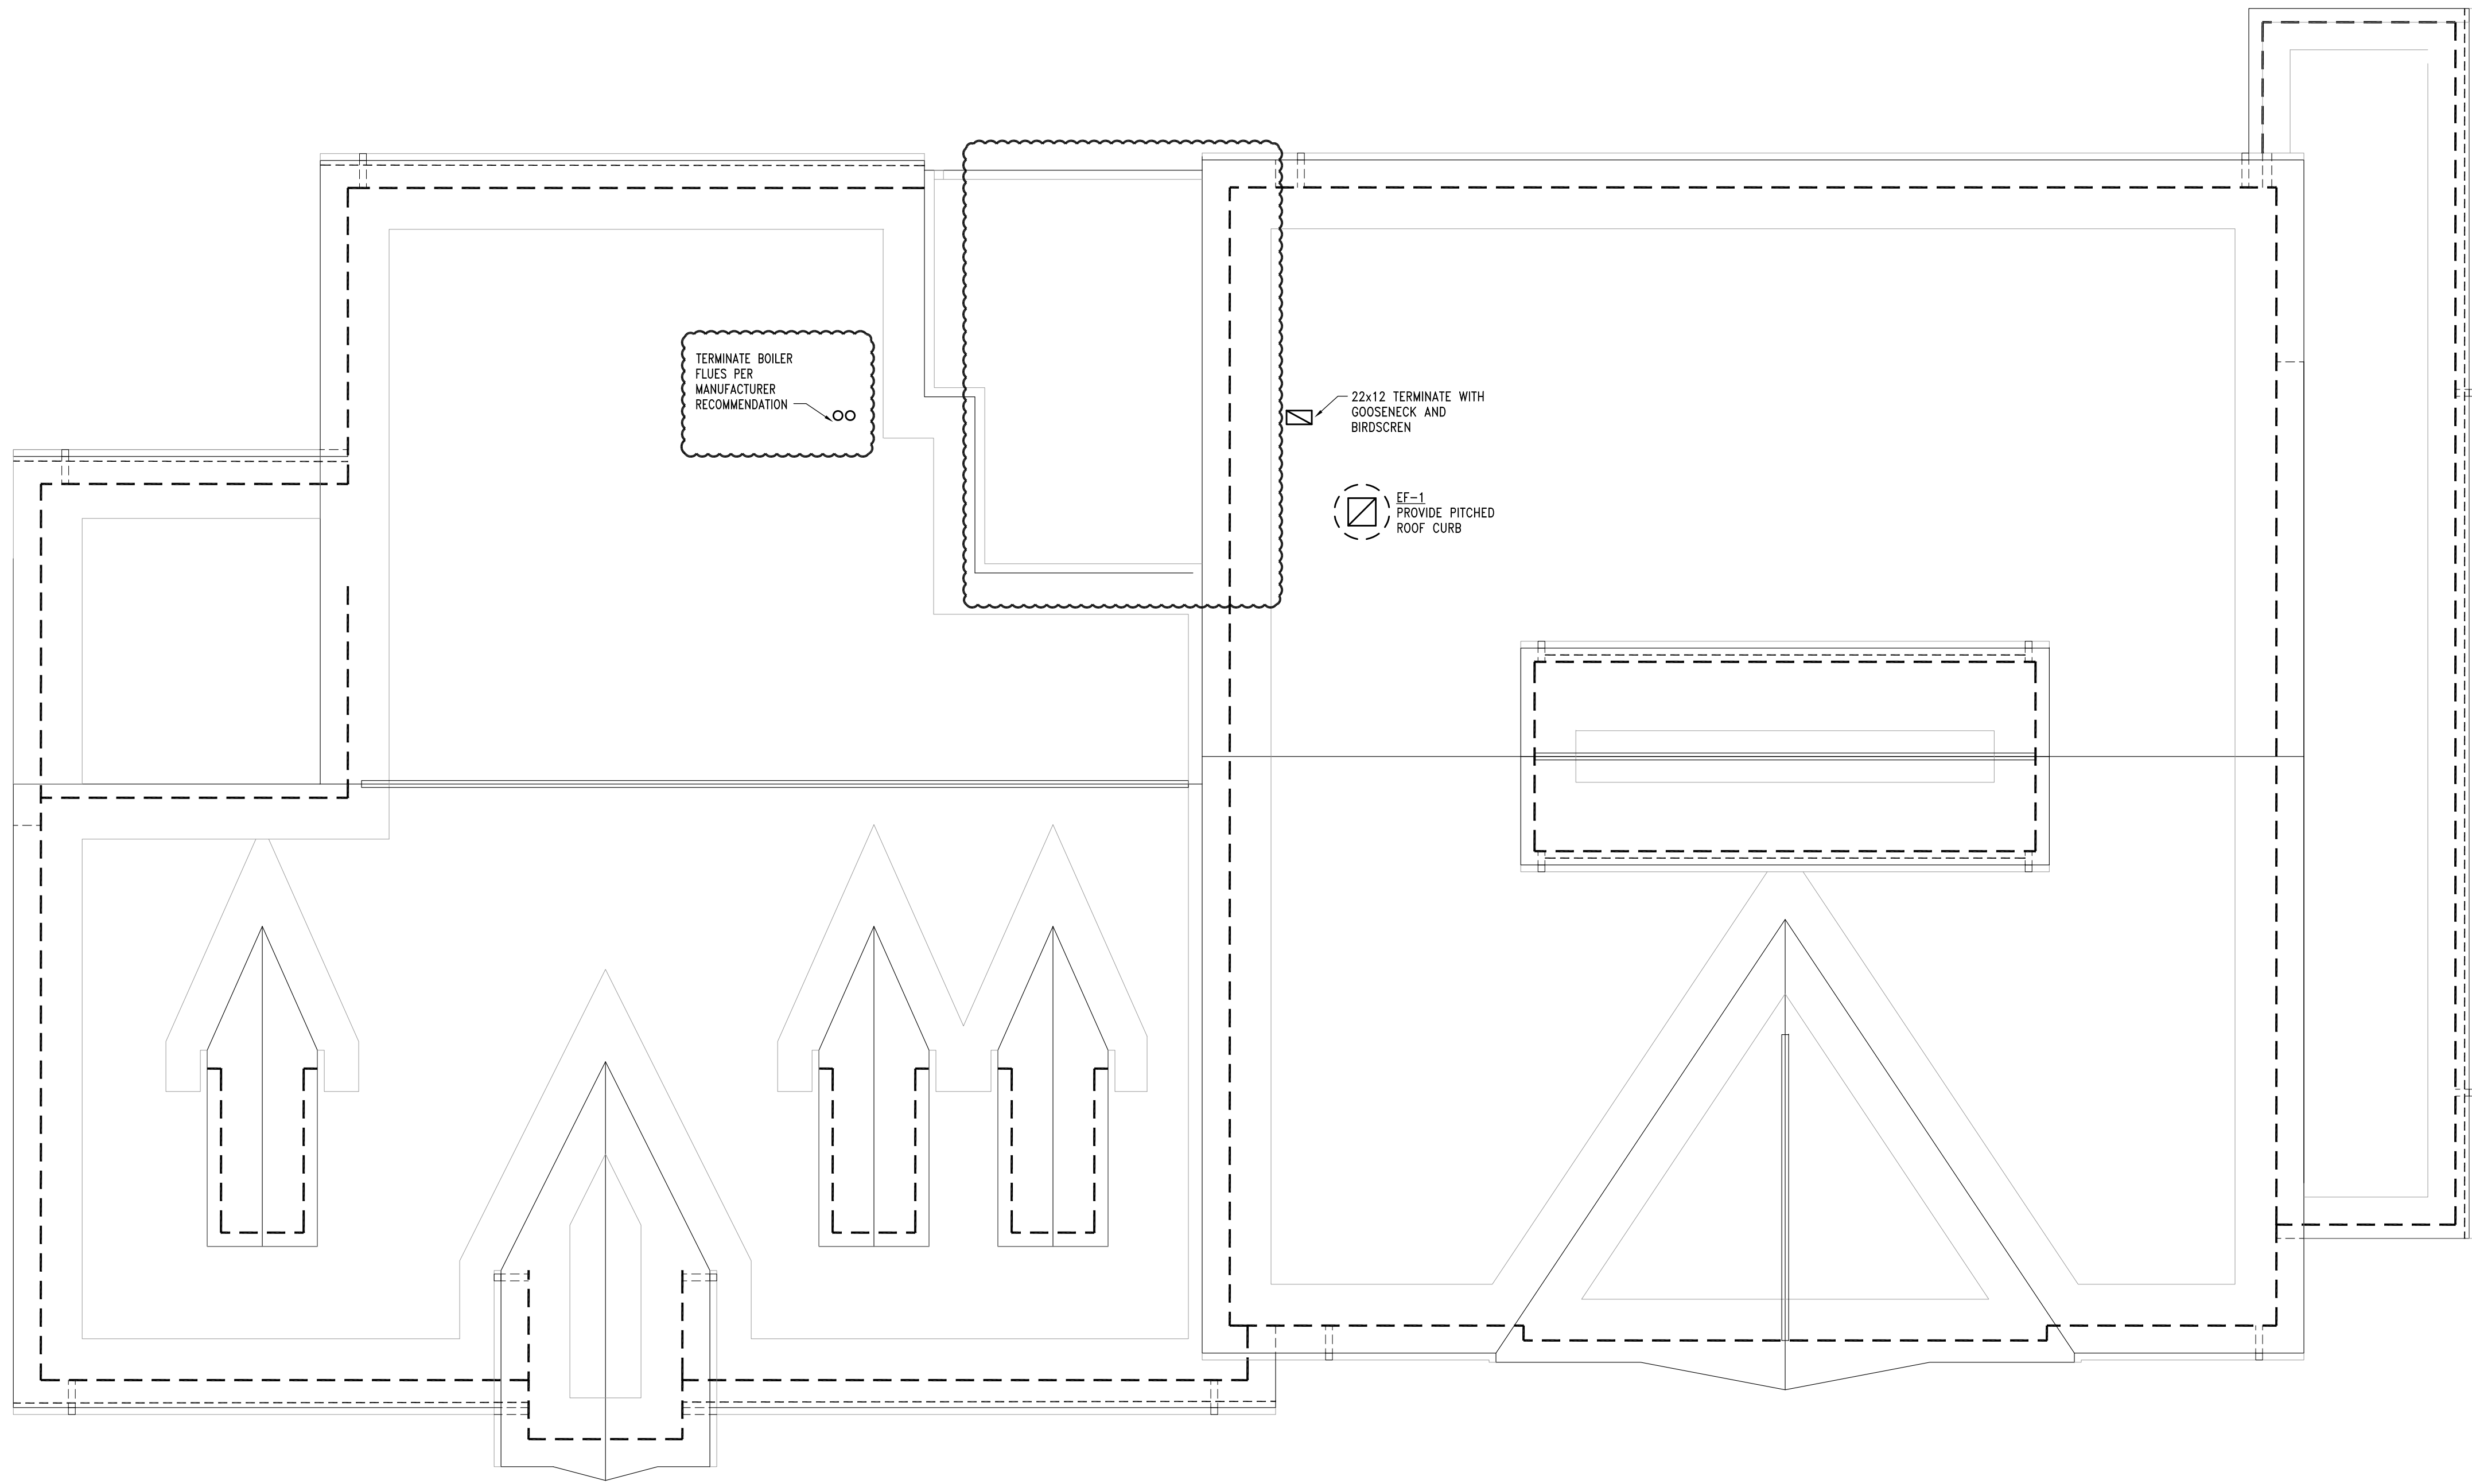 TERMINATE BOILER
FLUES PER
MANUFACTURER
RECOMMENDATION
22x12 TERMINATE WITH
GOOSENECK AND
BIRDSCREN
EF-1
PROVIDE PITCHED
ROOF CURB